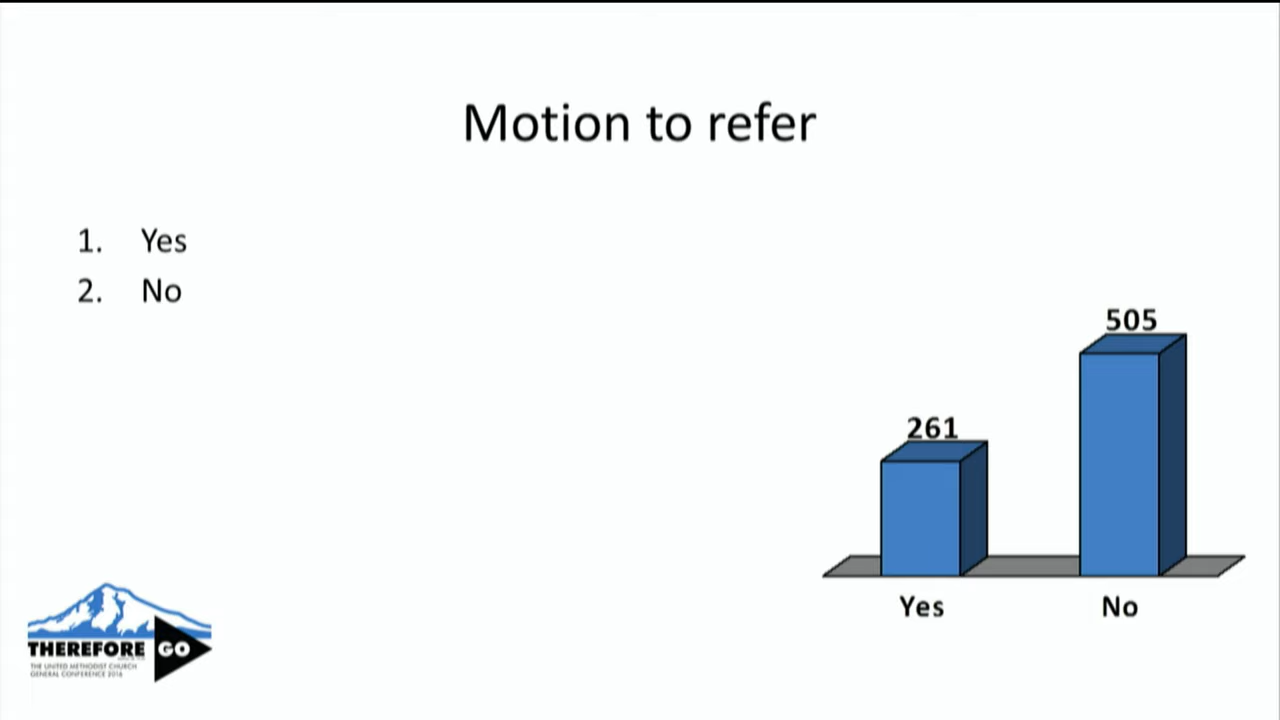 Motion to refer
1. Yes
2. No
505
261
Yes No
THEREFORE GO
THE UNITED METHODIST CHURCH
GENERAL CONFERENCE 2016